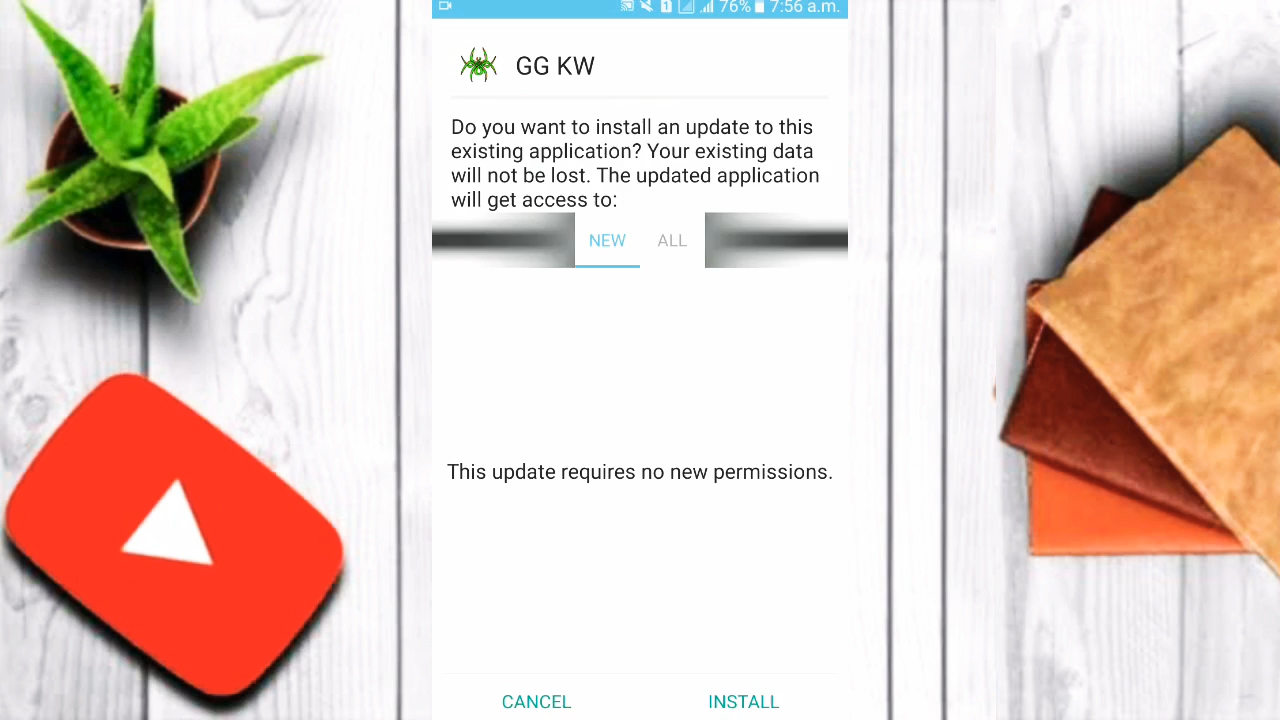 1 76% 7:56 a.m.
GG KW
Do you want to install an update to this
existing application? Your existing data
will not be lost. The updated application
will get access to:
NEW ALL
This update requires no new permissions.
CANCEL INSTALL